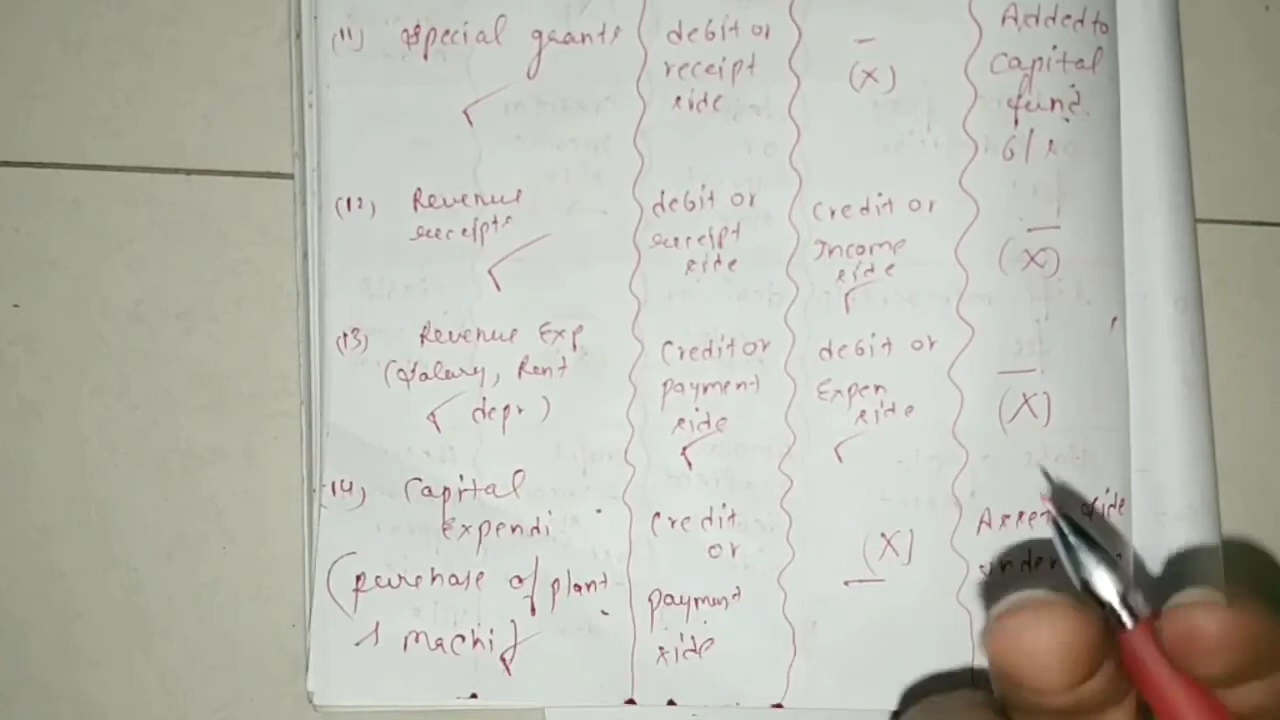 (11) Special grants
debit or
receipt
side
(X)
Added to
capital
fund
(12) Revenue
receipts
debit or
receipt
side
Credit or
Income
side
(X)
(13) Revenue Exp
(Salary, Rent
depr)
Credit or
payment
side
debit or
Expen
side
(X)
(14) Capital
Expendi
(purchase of plant
machi
Credit
or
payment
side
(X)
Asset side
under